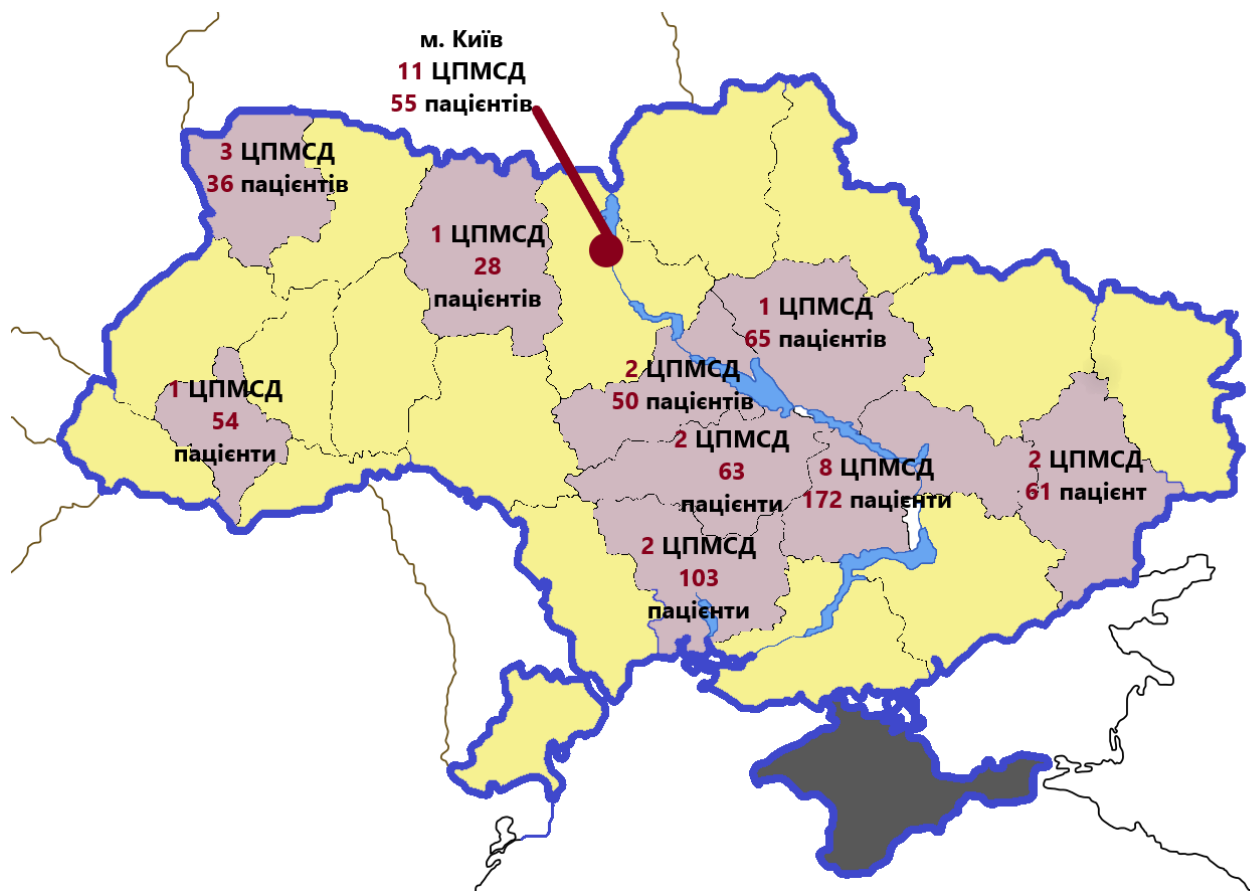 м. Київ
11 ЦПМСД
55 пацієнтів
3 ЦПМСД
36 пацієнтів
1 ЦПМСД
28
пацієнтів
1 ЦПМСД
65 пацієнтів
2 ЦПМСД
50 пацієнтів
1 ЦПМСД
54
пацієнти
2 ЦПМСД
63
пацієнти
8 ЦПМСД
172 пацієнти
2 ЦПМСД
61 пацієнт
2 ЦПМСД
103
пацієнти